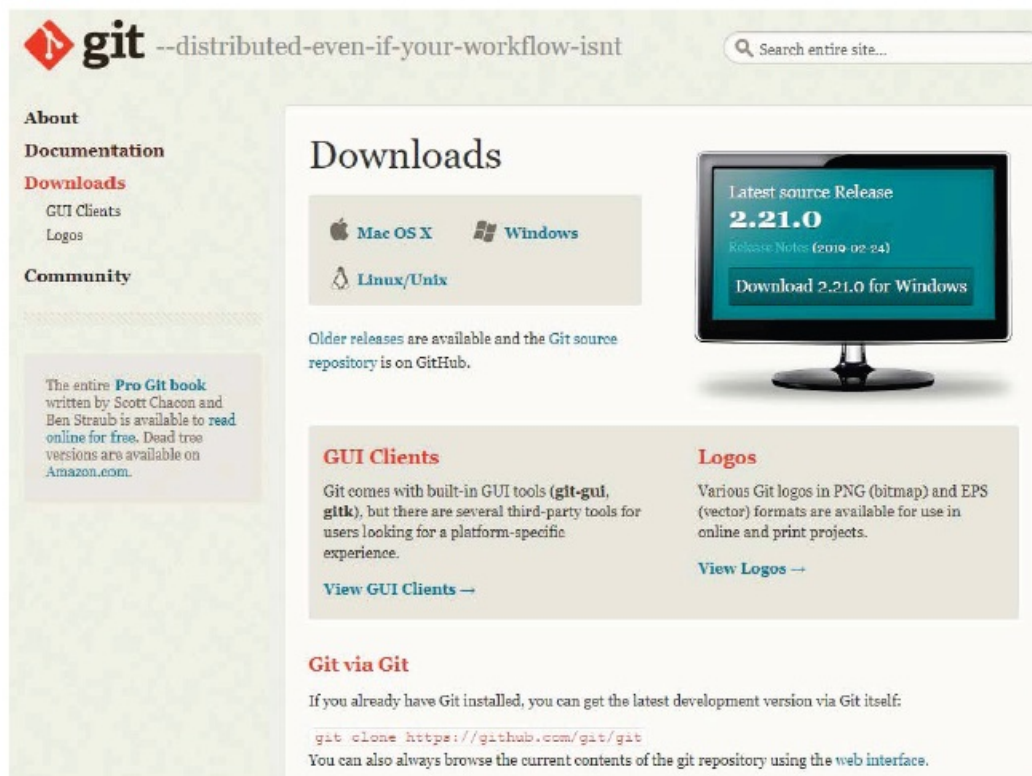 git --distributed-even-if-your-workflow-isnt
Search entire site...
About
Documentation
Downloads
GUI Clients
Logos
Community
The entire Pro Git book
written by Scott Chacon and
Ben Straub is available to read
online for free. Dead tree
versions are available on
Amazon.com.
Downloads
Mac OS X
Windows
Linux/Unix
Older releases are available and the Git source
repository is on GitHub.
Latest source Release
2.21.0
Release Notes (2019-02-24)
Download 2.21.0 for Windows
GUI Clients
Git comes with built-in GUI tools (git-gui,
gitk), but there are several third-party tools for
users looking for a platform-specific
experience.
View GUI Clients →
Logos
Various Git logos in PNG (bitmap) and EPS
(vector) formats are available for use in
online and print projects.
View Logos →
Git via Git
If you already have Git installed, you can get the latest development version via Git itself:
git clone https://github.com/git/git
You can also always browse the current contents of the git repository using the web interface.